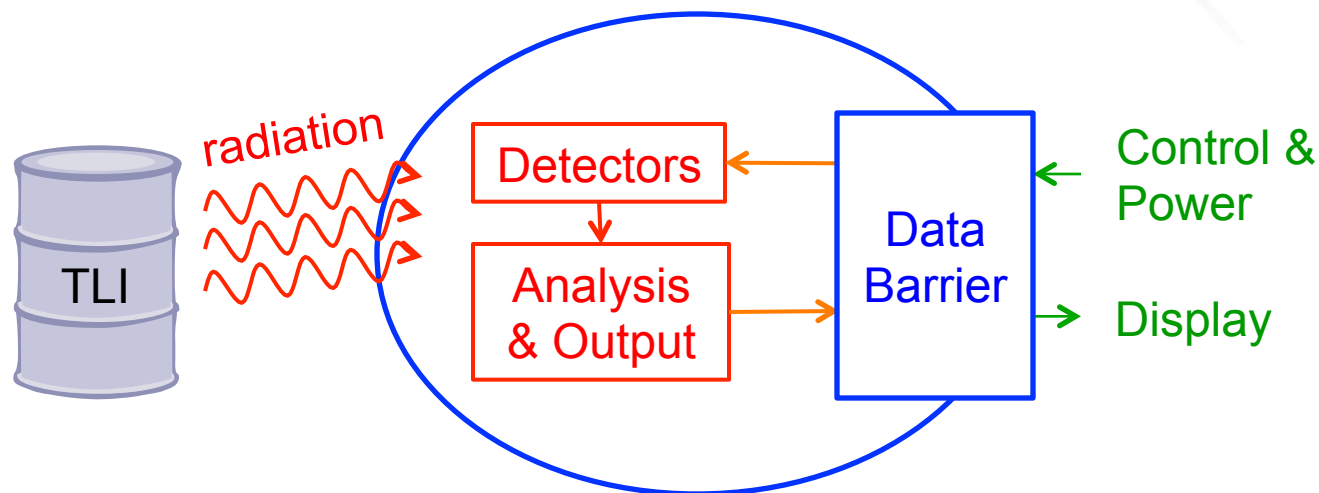 radiation
TLI
Detectors
Analysis
& Output
Data
Barrier
Control &
Power
Display